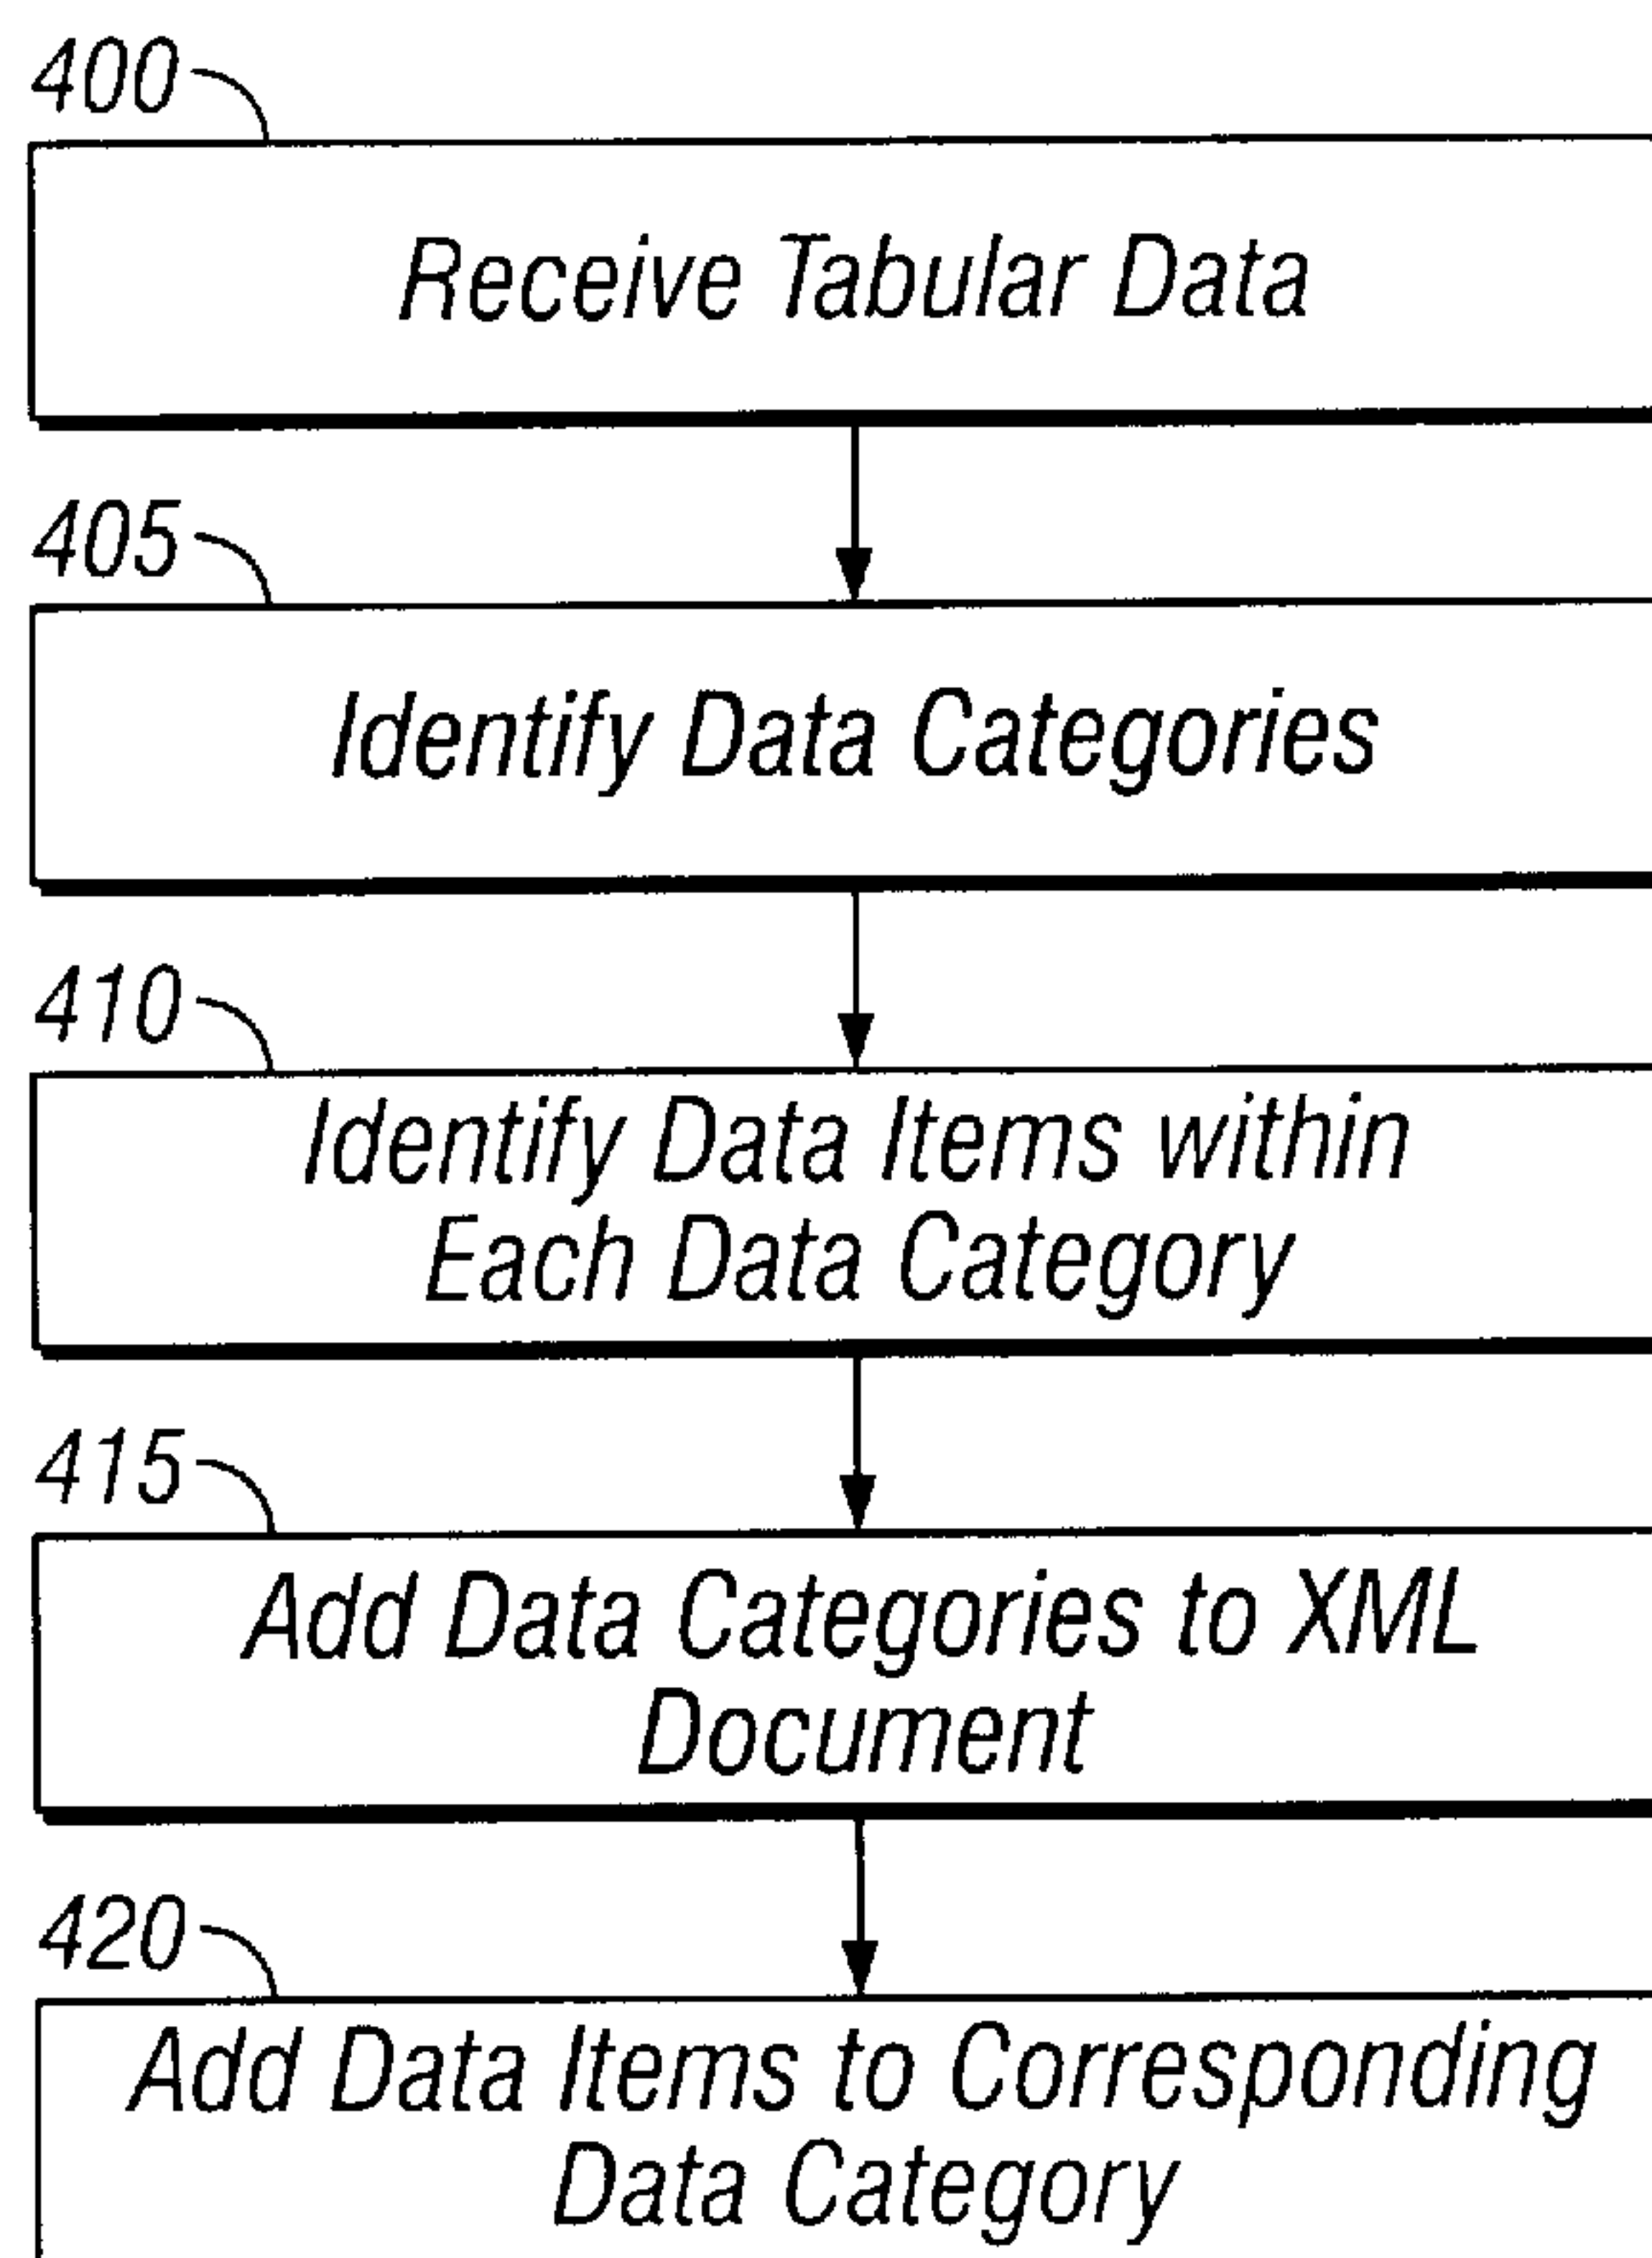 400
Receive Tabular Data
405
Identify Data Categories
410
Identify Data Items within
Each Data Category
415
Add Data Categories to XML
Document
420
Add Data Items to Corresponding
Data Category